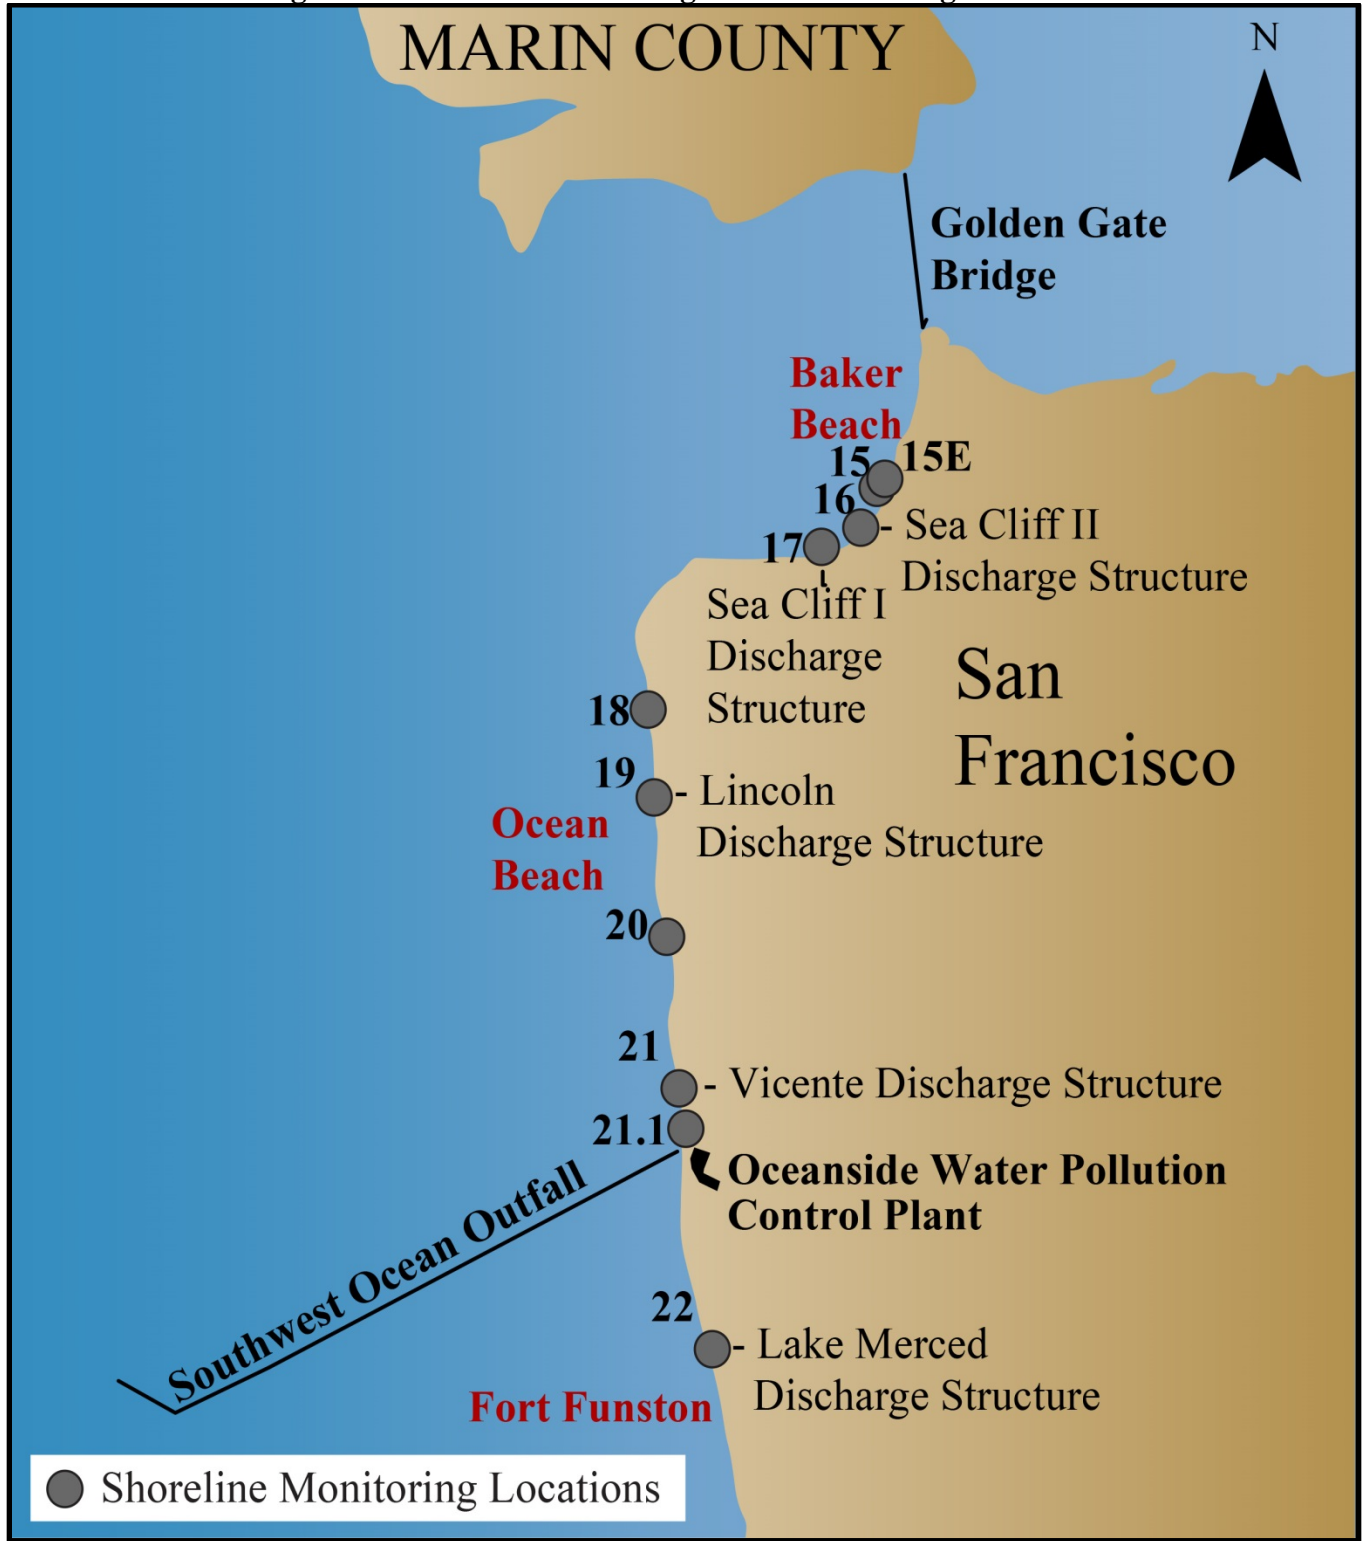 MARIN COUNTY
N
Golden Gate
Bridge
Baker
Beach
15
15E
16
Sea Cliff II
Discharge Structure
17
Sea Cliff I
Discharge
Structure
San
Francisco
18
19
Lincoln
Discharge Structure
Ocean
Beach
20
21
Vicente Discharge Structure
21.1
Oceanside Water Pollution
Control Plant
Southwest Ocean Outfall
22
Lake Merced
Discharge Structure
Fort Funston
Shoreline Monitoring Locations